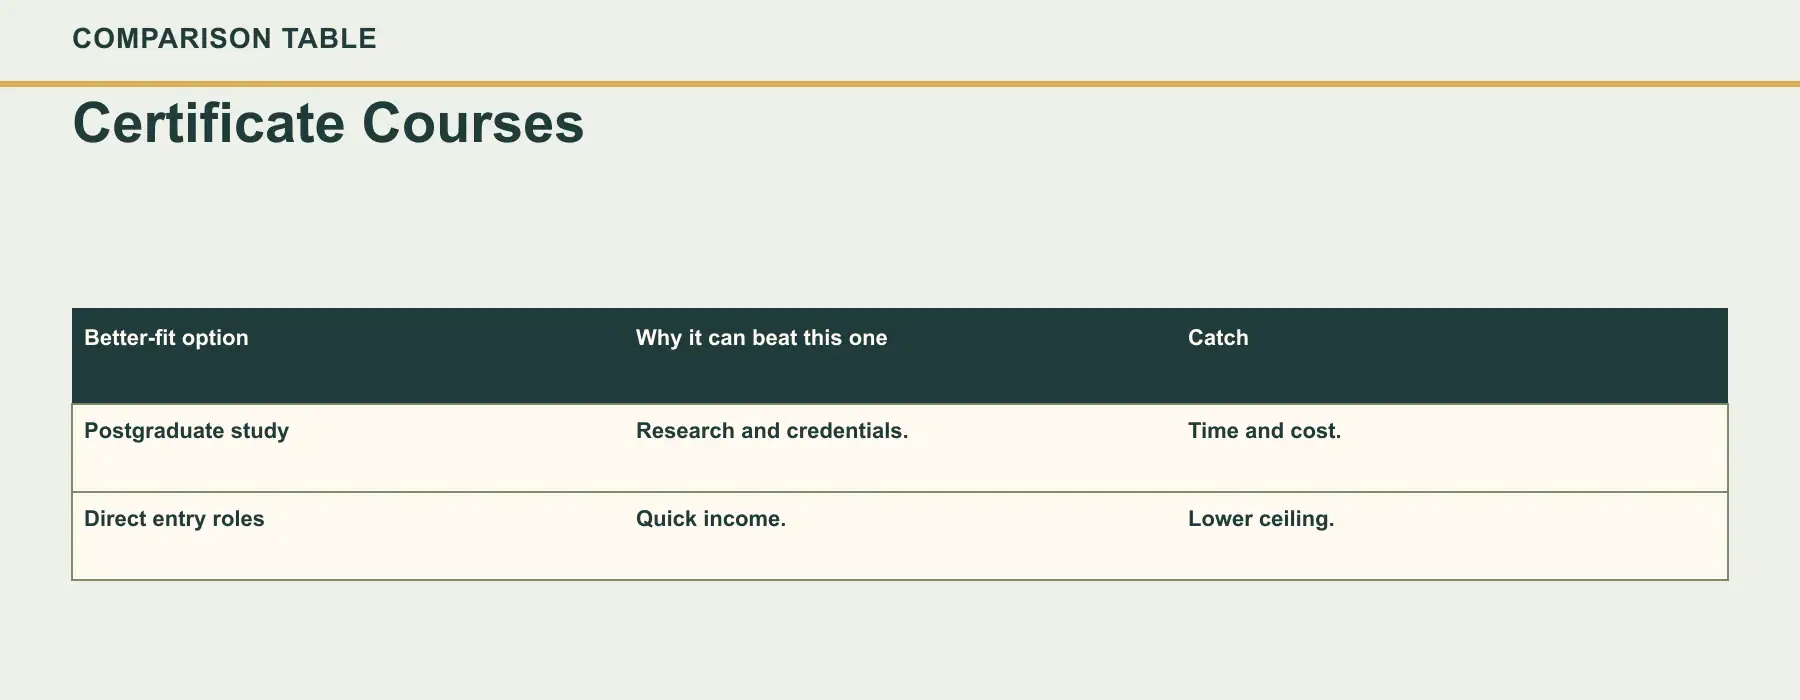 COMPARISON TABLE
Certificate Courses
Better-fit option Why it can beat this one Catch
Postgraduate study Research and credentials. Time and cost.
Direct entry roles Quick income. Lower ceiling.